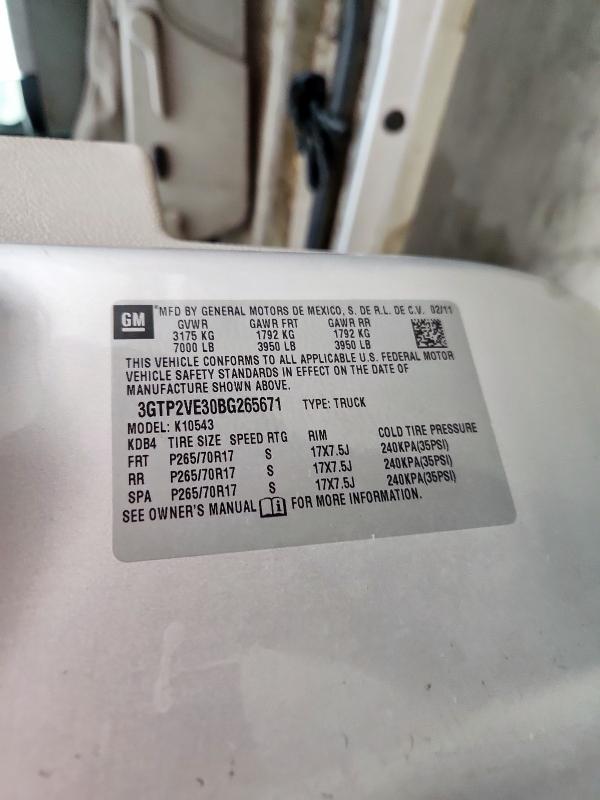 GM *MFD BY GENERAL MOTORS DE MEXICO, S. DE R.L. DE C.V. 02/11
GVWR GAWR FRT GAWR RR
3175 KG 1792 KG 1792 KG
7000 LB 3950 LB 3950 LB
THIS VEHICLE CONFORMS TO ALL APPLICABLE U.S. FEDERAL MOTOR
VEHICLE SAFETY STANDARDS IN EFFECT ON THE DATE OF
MANUFACTURE SHOWN ABOVE.
3GTP2VE30BG265671 TYPE: TRUCK
MODEL: K10543
KDB4 TIRE SIZE SPEED RTG RIM COLD TIRE PRESSURE
FRT P265/70R17 S 17X7.5J 240KPA(35PSI)
RR P265/70R17 S 17X7.5J 240KPA(35PSI)
SPA P265/70R17 S 17X7.5J 240KPA(35PSI)
SEE OWNER'S MANUAL FOR MORE INFORMATION.